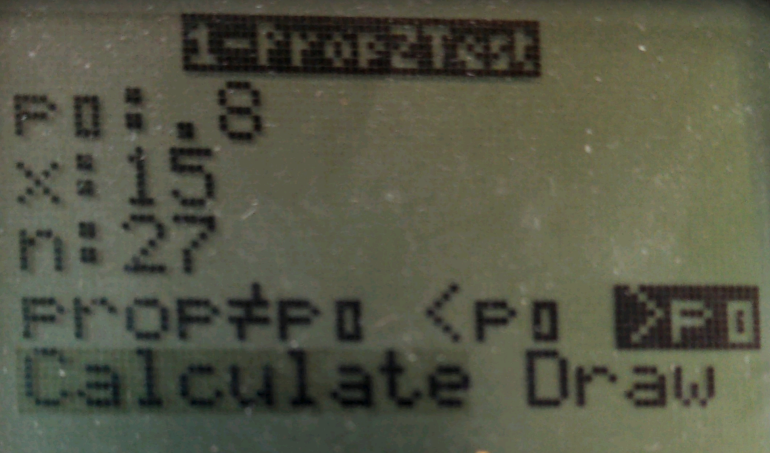 1-PropZTest
p0:.8
x:15
n:27
prop≠p0 <p0 >p0
Calculate Draw